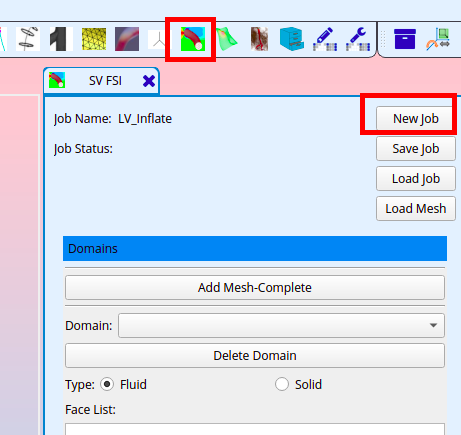 SV FSI
Job Name: LV_Inflate
New Job
Job Status:
Save Job
Load Job
Load Mesh
Domains
Add Mesh-Complete
Domain:
Delete Domain
Type: Fluid Solid
Face List: